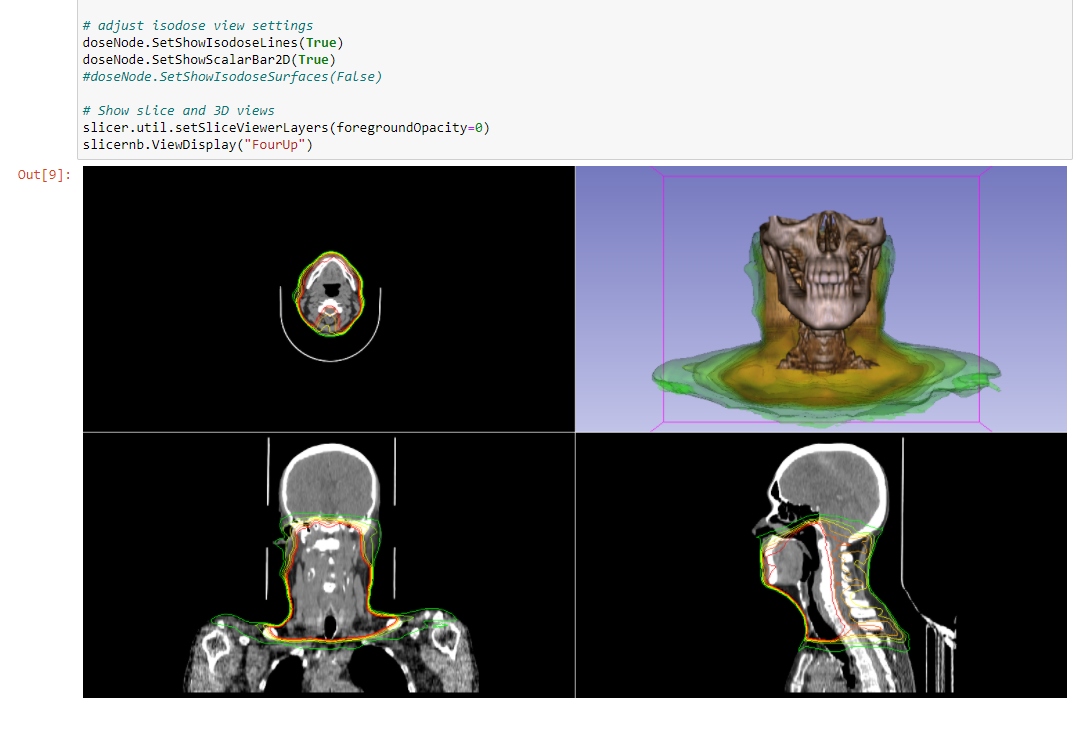 # adjust isodose view settings
doseNode.SetShowIsodoseLines(True)
doseNode.SetShowScalarBar2D(True)
#doseNode.SetShowIsodoseSurfaces(False)
# Show slice and 3D views
slicer.util.setSliceViewerLayers(foregroundOpacity=0)
slicernb.ViewDisplay("FourUp")
Out[9]: